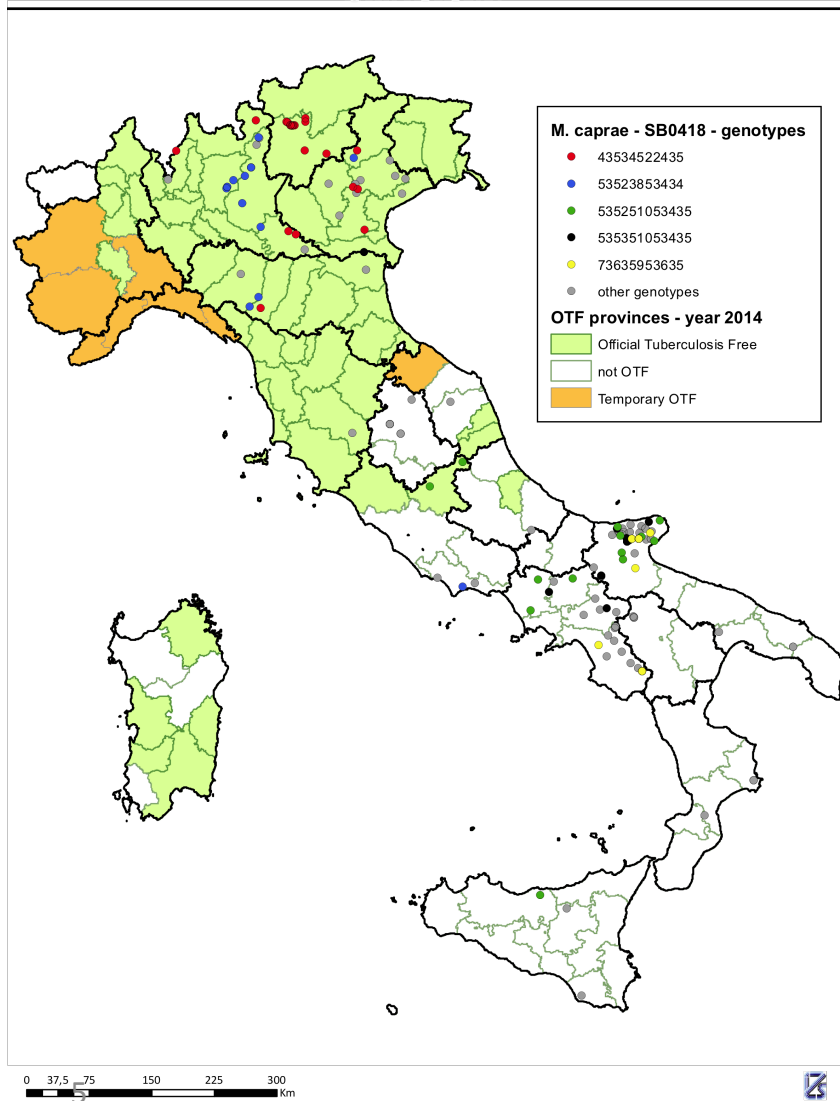 M. caprae - SB0418 - genotypes
43534522435
53523853434
535251053435
535351053435
73635953635
other genotypes
OTF provinces - year 2014
Official Tuberculosis Free
not OTF
Temporary OTF
0 37,5 75 150 225 300
Km
5